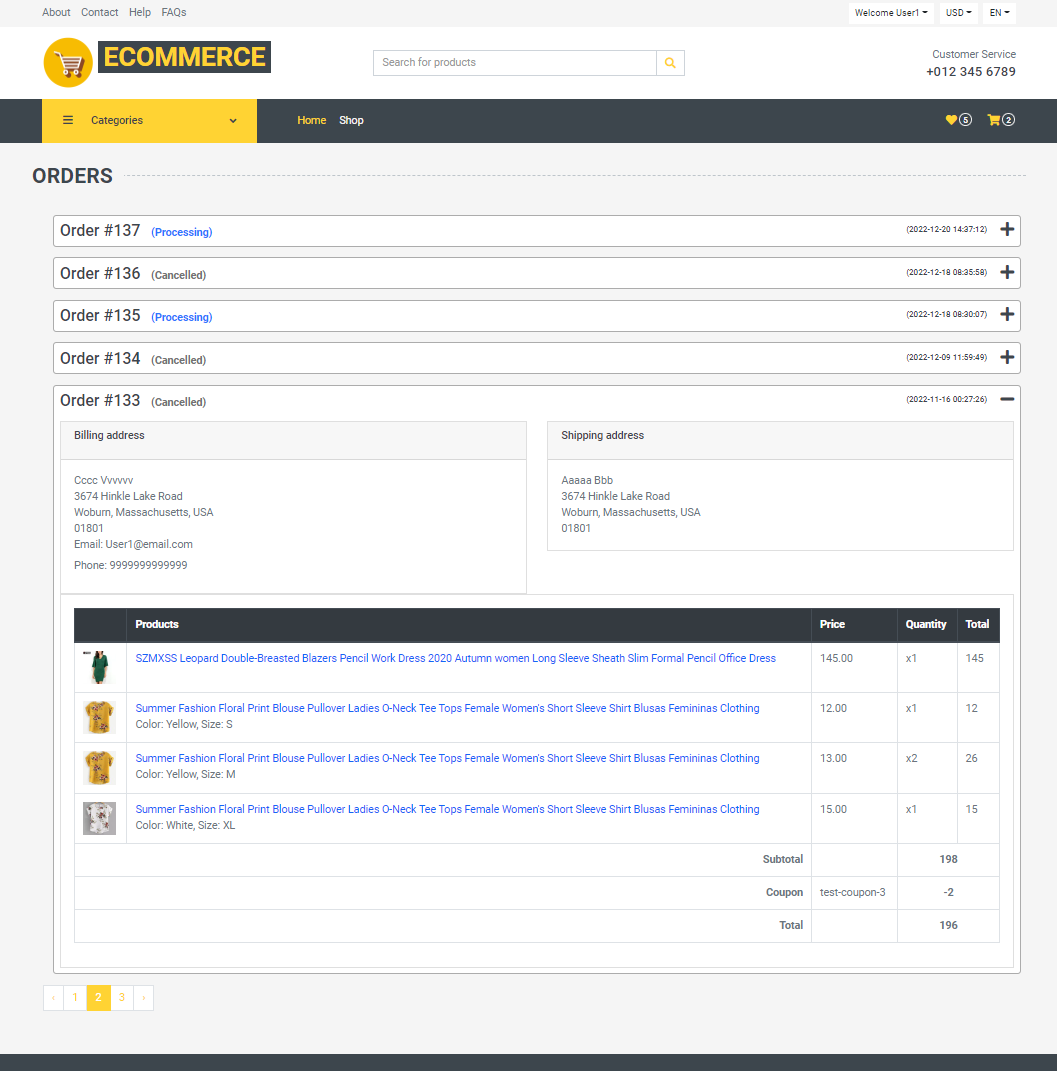 About Contact Help FAQs
Welcome User1 USD EN
ECOMMERCE
Search for products
Customer Service
+012 345 6789
Categories
Home Shop
5 2
ORDERS
Order #137 (Processing) (2022-12-20 14:37:12)
Order #136 (Cancelled) (2022-12-18 08:35:58)
Order #135 (Processing) (2022-12-18 08:30:07)
Order #134 (Cancelled) (2022-12-09 11:59:49)
Order #133 (Cancelled) (2022-11-16 00:27:26)
Billing address
Cccc Vvvvvv
3674 Hinkle Lake Road
Woburn, Massachusetts, USA
01801
Email: User1@email.com
Phone: 9999999999999
Shipping address
Aaaaa Bbb
3674 Hinkle Lake Road
Woburn, Massachusetts, USA
01801
Products Price Quantity Total
SZMXSS Leopard Double-Breasted Blazers Pencil Work Dress 2020 Autumn women Long Sleeve Sheath Slim Formal Pencil Office Dress 145.00 x1 145
Summer Fashion Floral Print Blouse Pullover Ladies O-Neck Tee Tops Female Women's Short Sleeve Shirt Blusas Femininas Clothing 12.00 x1 12
Color: Yellow, Size: S
Summer Fashion Floral Print Blouse Pullover Ladies O-Neck Tee Tops Female Women's Short Sleeve Shirt Blusas Femininas Clothing 13.00 x2 26
Color: Yellow, Size: M
Summer Fashion Floral Print Blouse Pullover Ladies O-Neck Tee Tops Female Women's Short Sleeve Shirt Blusas Femininas Clothing 15.00 x1 15
Color: White, Size: XL
Subtotal 198
Coupon test-coupon-3 -2
Total 196
‹ 1 2 3 ›